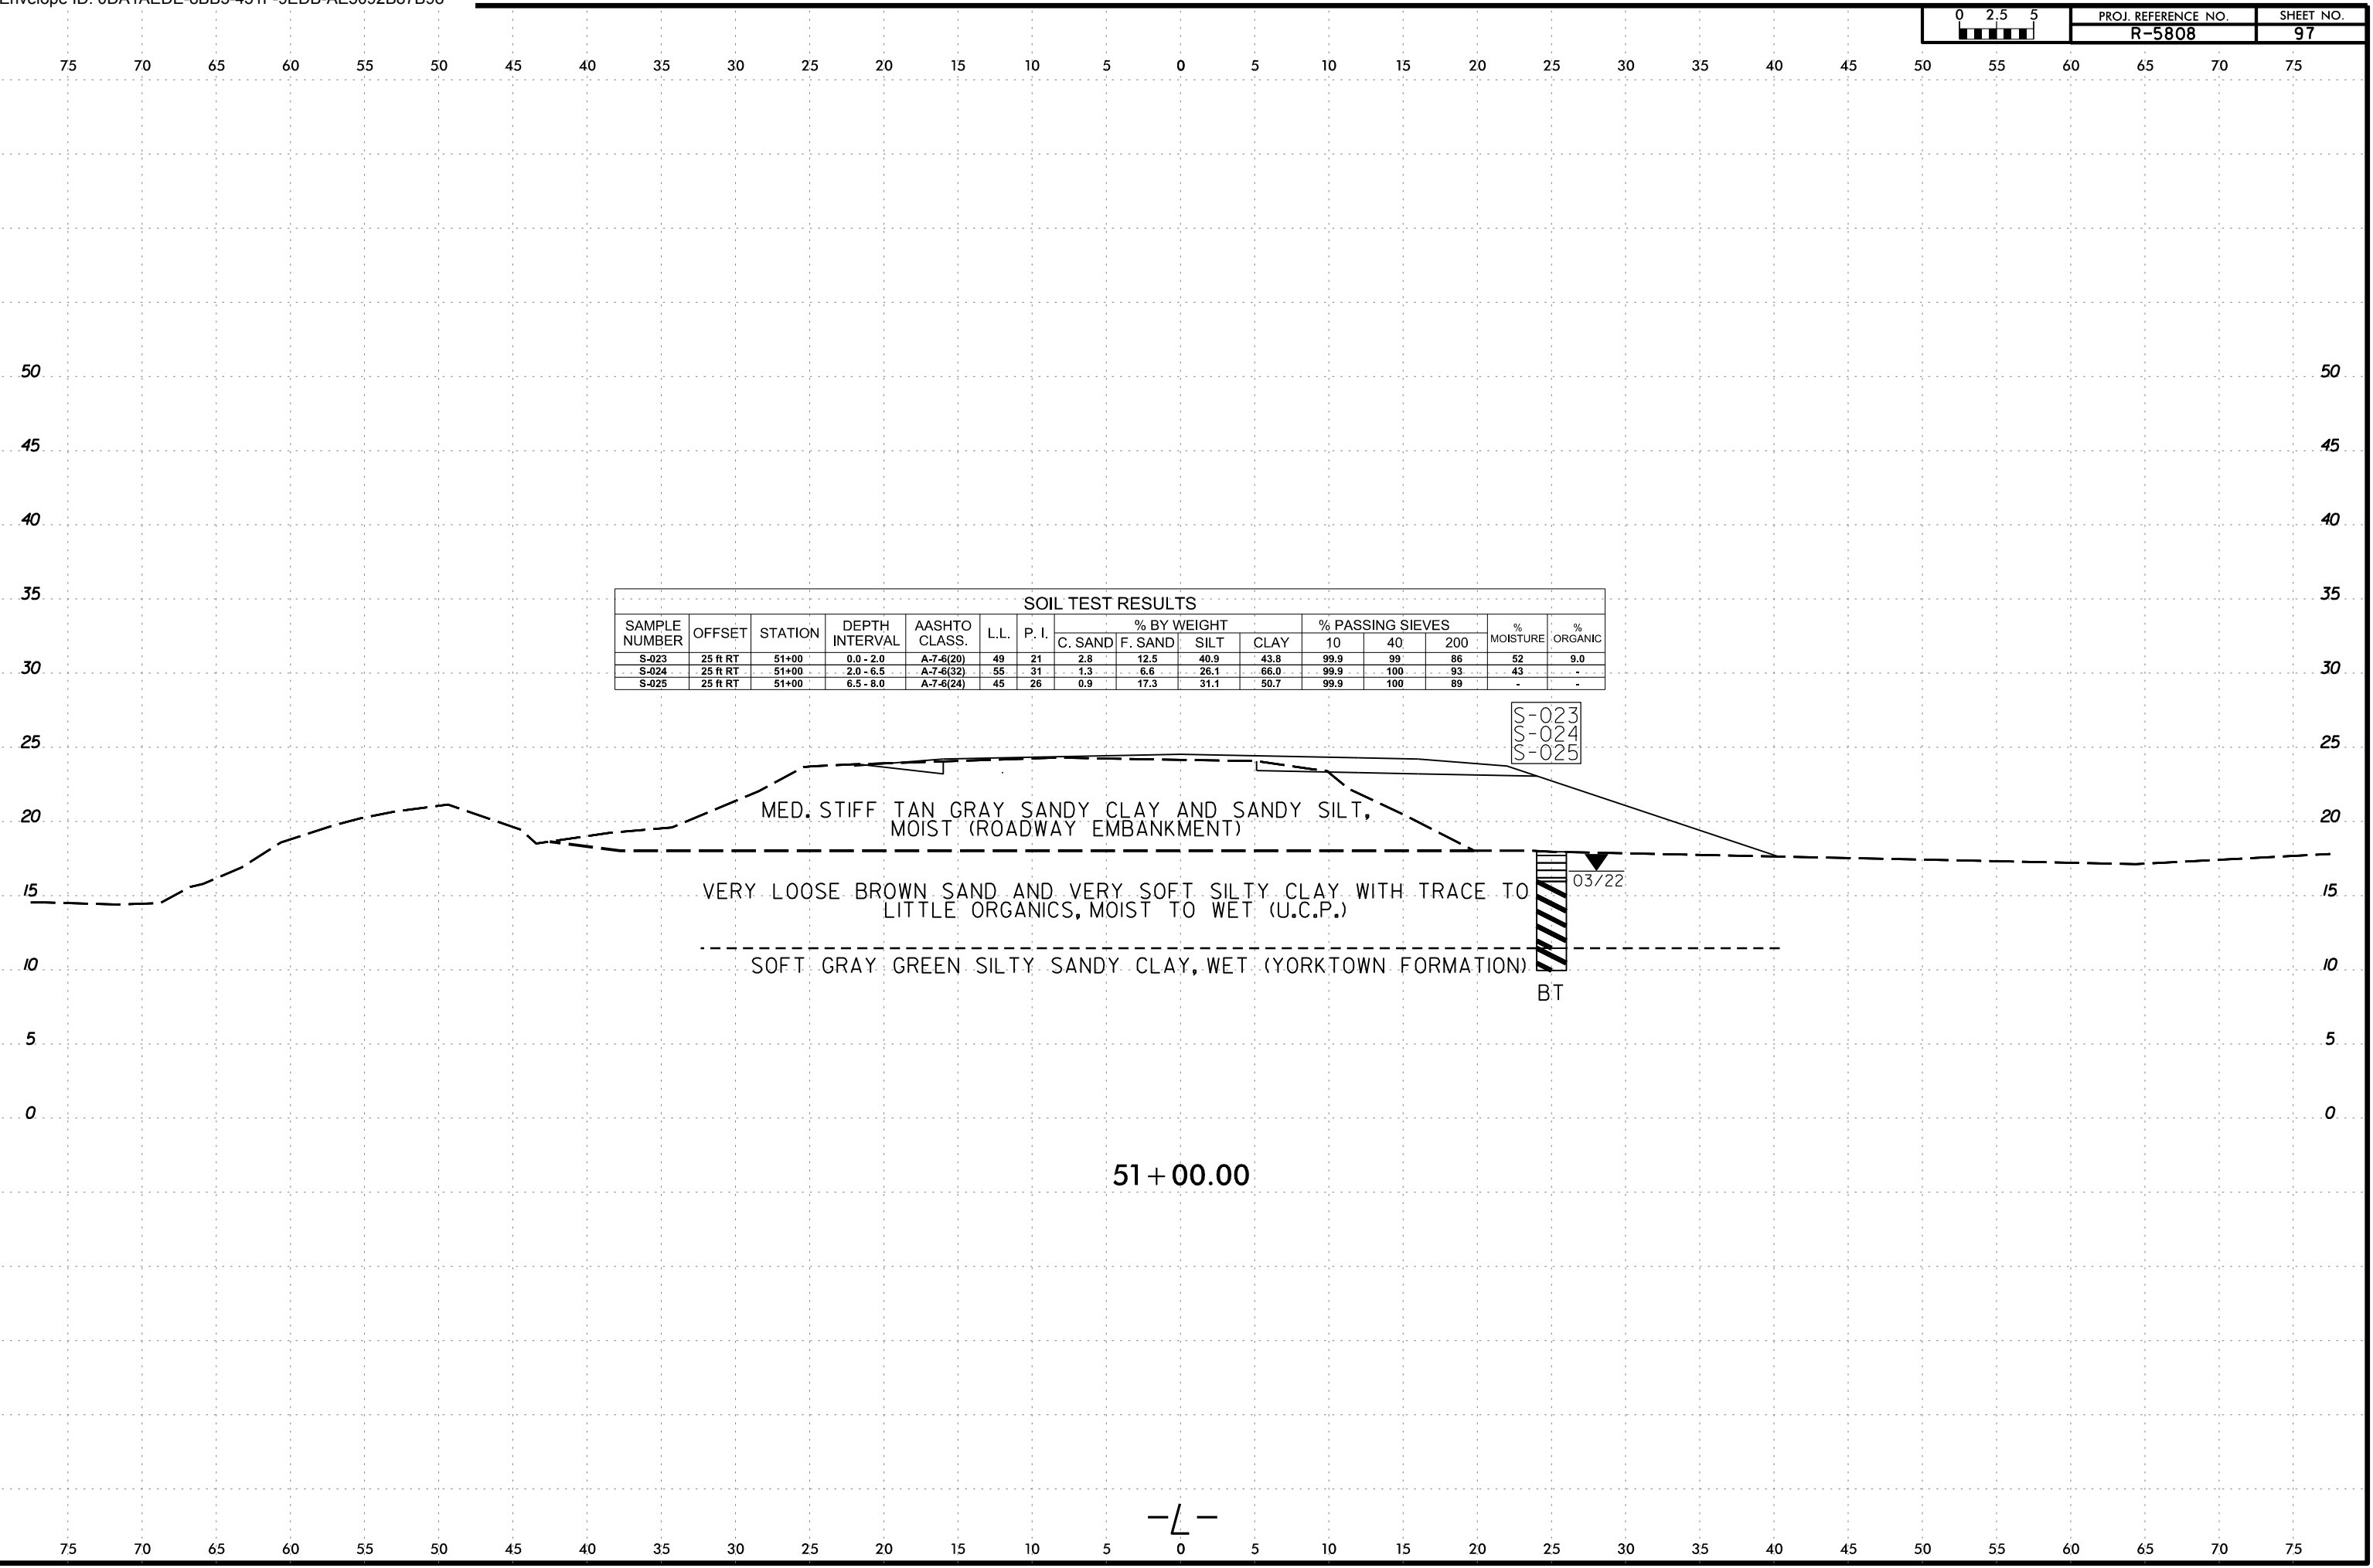 0 2.5 5 PROJ. REFERENCE NO. SHEET NO.
R-5808 97
75 70 65 60 55 50 45 40 35 30 25 20 15 10 5 0 5 10 15 20 25 30 35 40 45 50 55 60 65 70 75
50 50
45 45
40 40
35 35
SOIL TEST RESULTS
SAMPLE NUMBER OFFSET STATION DEPTH INTERVAL AASHTO CLASS. L.L. P. I. % BY WEIGHT % PASSING SIEVES % MOISTURE % ORGANIC
C. SAND F. SAND SILT CLAY 10 40 200
S-023 25 ft RT 51+00 0.0 - 2.0 A-7-6(20) 49 21 2.8 12.5 40.9 43.8 99.9 99 86 52 9.0
S-024 25 ft RT 51+00 2.0 - 6.5 A-7-6(32) 55 31 1.3 6.6 26.1 66.0 99.9 100 93 43 -
S-025 25 ft RT 51+00 6.5 - 8.0 A-7-6(24) 45 26 0.9 17.3 31.1 50.7 99.9 100 89 - -
30 30
S-023
S-024
S-025
25 25
MED. STIFF TAN GRAY SANDY CLAY AND SANDY SILT,
MOIST (ROADWAY EMBANKMENT)
20 20
03/22
VERY LOOSE BROWN SAND AND VERY SOFT SILTY CLAY WITH TRACE TO
LITTLE ORGANICS, MOIST TO WET (U.C.P.)
15 15
SOFT GRAY GREEN SILTY SANDY CLAY, WET (YORKTOWN FORMATION)
10 10
BT
5 5
0 0
51+00.00
-L-
75 70 65 60 55 50 45 40 35 30 25 20 15 10 5 0 5 10 15 20 25 30 35 40 45 50 55 60 65 70 75